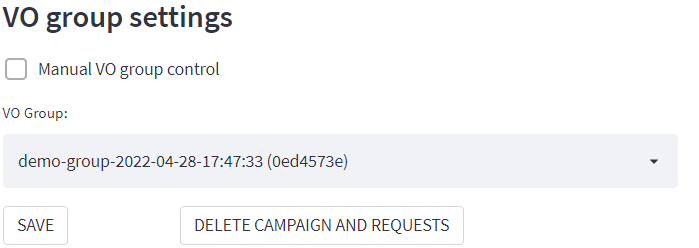 VO group settings
Manual VO group control
VO Group:
demo-group-2022-04-28-17:47:33 (0ed4573e)
SAVE
DELETE CAMPAIGN AND REQUESTS